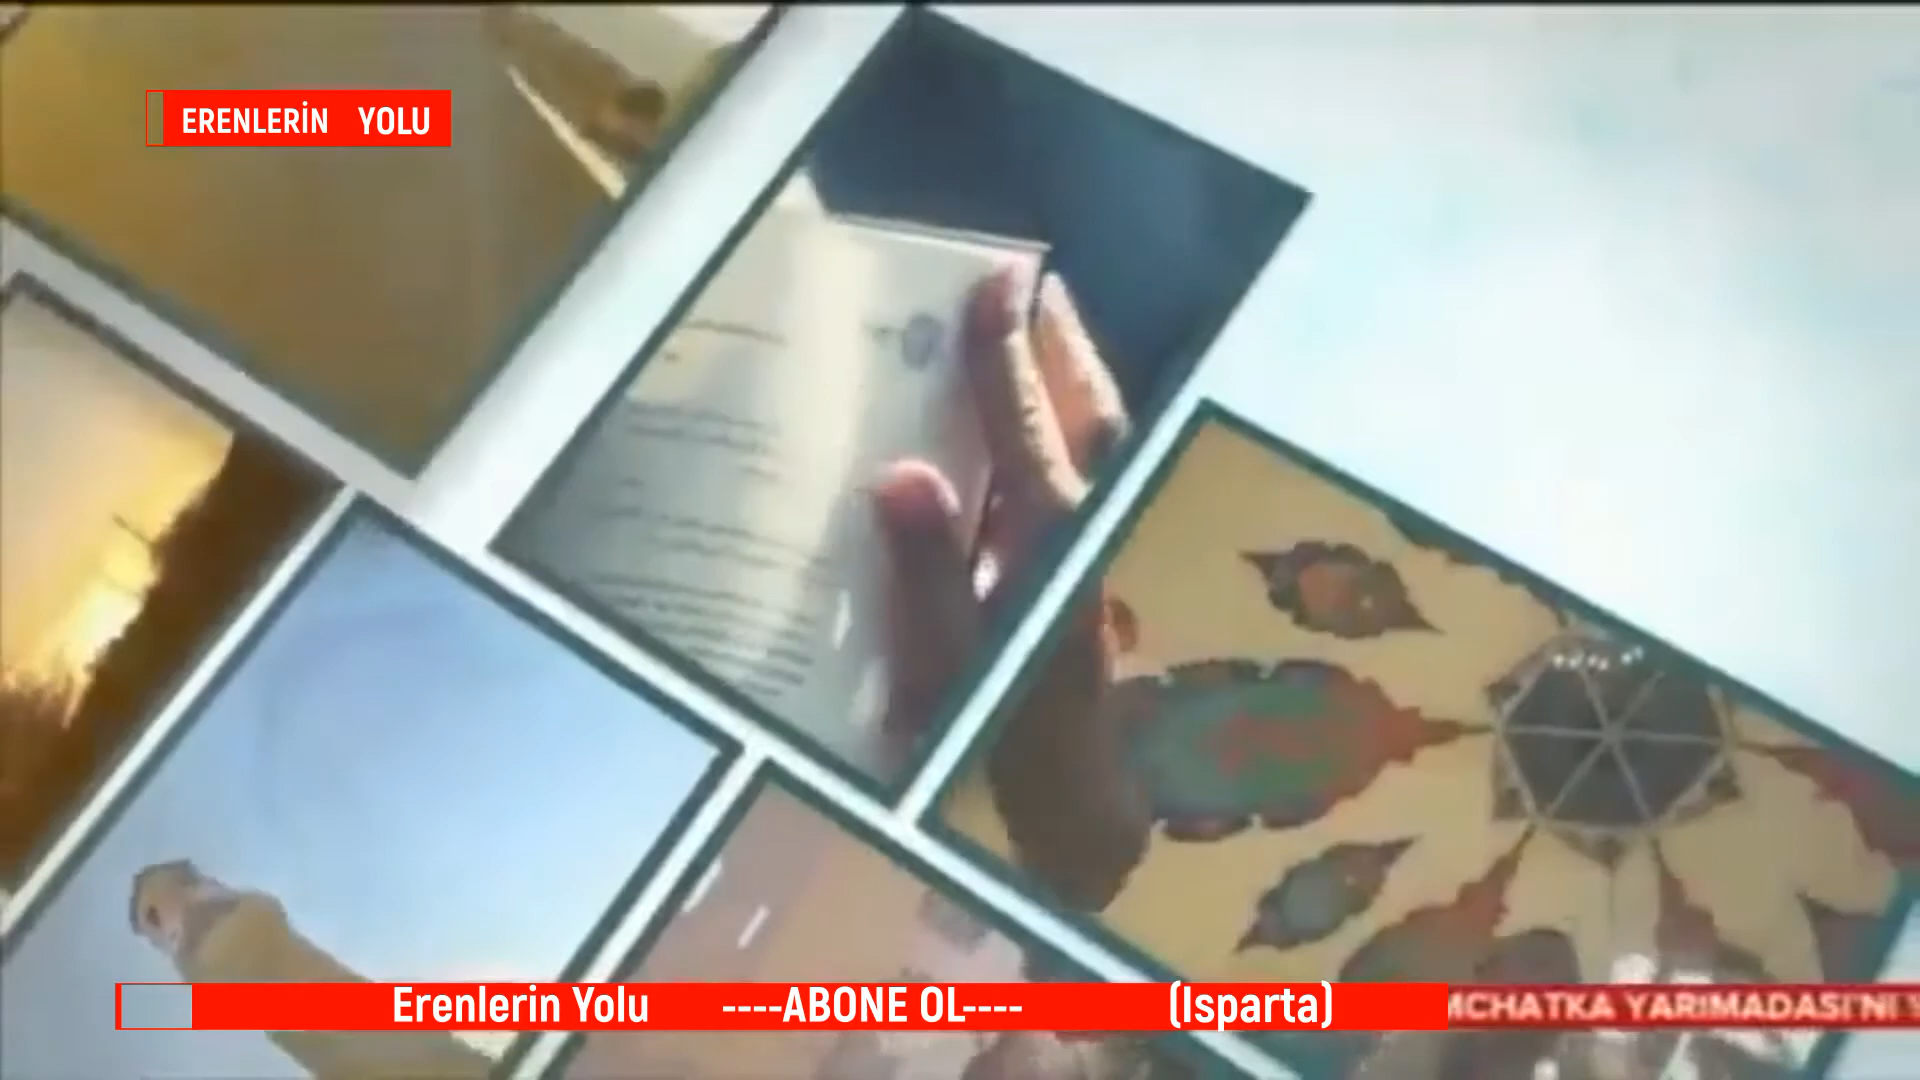 ERENLERİN YOLU
Erenlerin Yolu ----ABONE OL---- (Isparta)
MCHATKA YARIMADASI'NI